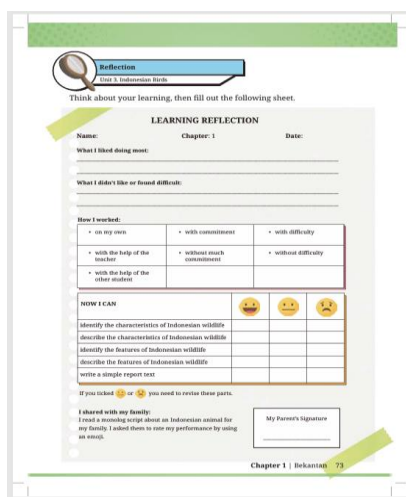 Reflection
Unit 3. Indonesian Birds
Think about your learning, then fill out the following sheet.
LEARNING REFLECTION
Name: Chapter: 1 Date:
What I liked doing most:
What I didn't like or found difficult:
How I worked:
• on my own • with commitment • with difficulty
• with the help of the teacher • without much commitment • without difficulty
• with the help of the other student
NOW I CAN
identify the characteristics of Indonesian wildlife
describe the characteristics of Indonesian wildlife
identify the features of Indonesian wildlife
describe the features of Indonesian wildlife
write a simple report text
If you ticked or you need to revise these parts.
I shared with my family:
I read a monolog script about an Indonesian animal for
my family. I asked them to rate my performance by using
an emoji.
My Parent's Signature
Chapter 1 | Bekantan 73